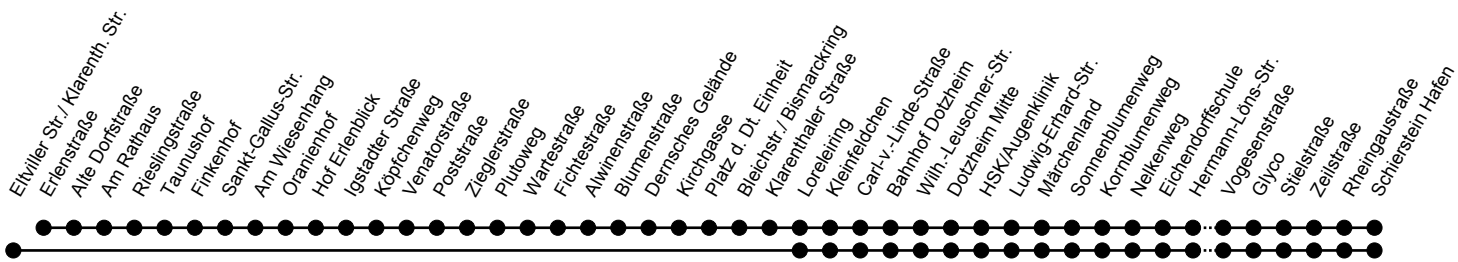 Eltviller Str./ Klarenth. Str.
Erlenstraße
Alte Dorfstraße
Am Rathaus
Rieslingstraße
Taunushof
Finkenhof
Sankt-Gallus-Str.
Am Wiesenhang
Oranienhof
Hof Erlenblick
Igstadter Straße
Köpfchenweg
Venatorstraße
Poststraße
Zieglerstraße
Plutoweg
Wartestraße
Fichtestraße
Alwinenstraße
Blumenstraße
Dernsches Gelände
Kirchgasse
Platz d. Dt. Einheit
Bleichstr./ Bismarckring
Klarenthaler Straße
Loreleiring
Kleinfeldchen
Carl-v.-Linde-Straße
Bahnhof Dotzheim
Wilh.-Leuschner-Str.
Dotzheim Mitte
HSK/Augenklinik
Ludwig-Erhard-Str.
Märchenland
Sonnenblumenweg
Kornblumenweg
Nelkenweg
Eichendorffschule
Hermann-Löns-Str.
Vogesenstraße
Glyco
Stielstraße
Zeilstraße
Rheingaustraße
Schierstein Hafen